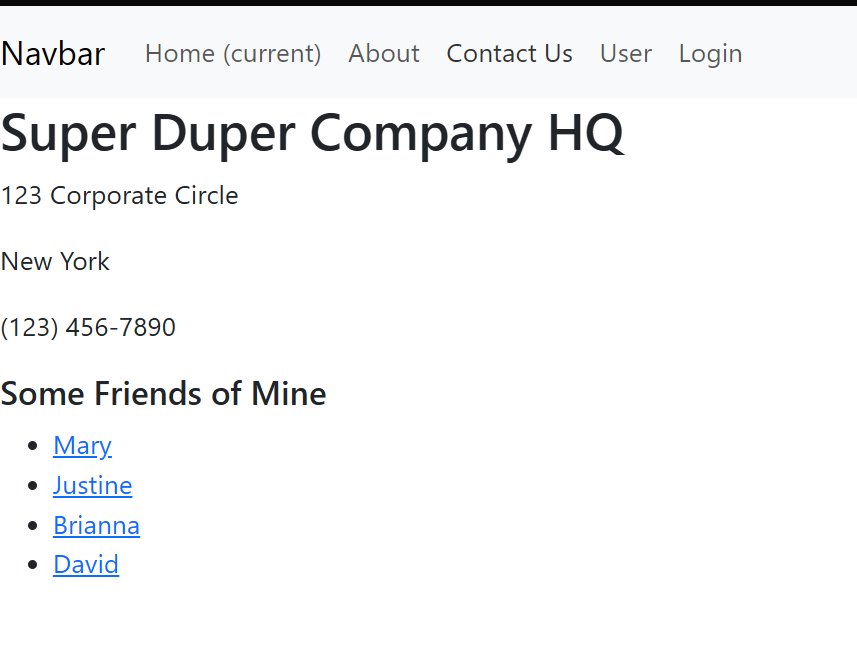 Navbar Home (current) About Contact Us User Login
Super Duper Company HQ
123 Corporate Circle
New York
(123) 456-7890
Some Friends of Mine
Mary
Justine
Brianna
David